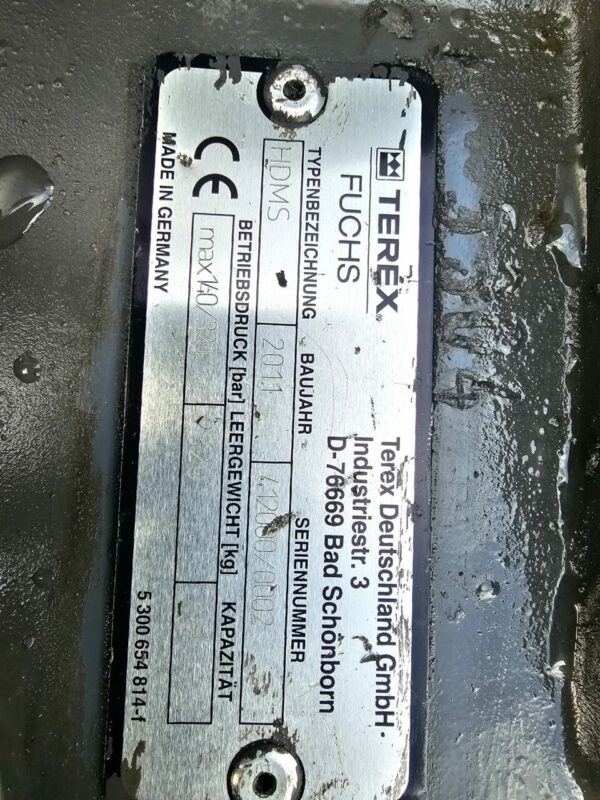 TEREX®
FUCHS
Terex Deutschland GmbH·
Industriestr. 3
D-76669 Bad Schönborn
TYPENBEZEICHNUNG BAUJAHR SERIENNUMMER
HDMS 2011
BETRIEBSDRUCK [bar] LEERGEWICHT [kg] KAPAZITÄT
CE
MADE IN GERMANY
5 300 654 814-f